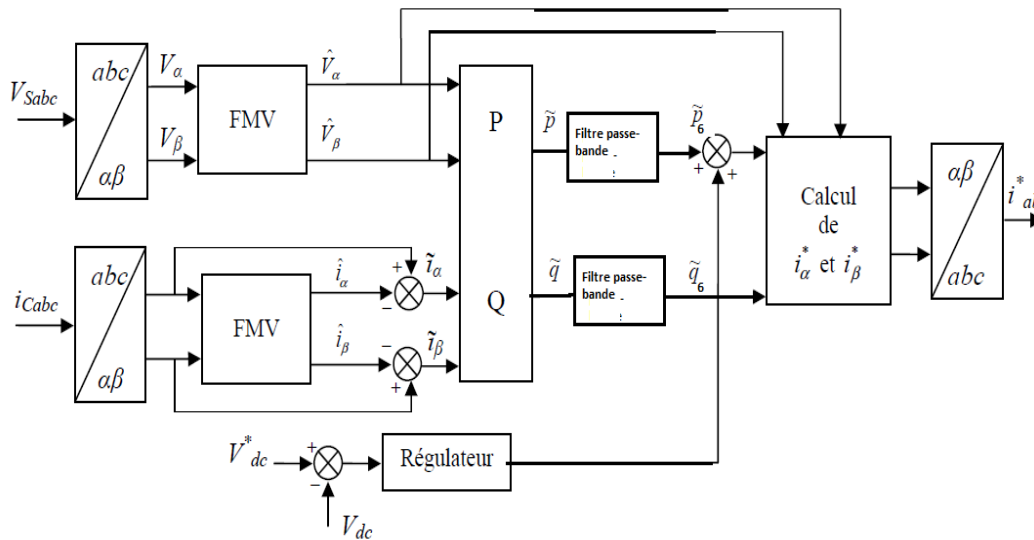 V_Sabc
abc
αβ
V_α
V_β
FMV
V̂_α
V̂_β
P
Q
p̃
Filtre passe-
bande
p̃_6
+
+
Calcul
de
i*_α et i*_β
αβ
abc
i_Cabc
abc
αβ
FMV
î_α
î_β
+
−
ĩ_α
−
+
ĩ_β
q̃
Filtre passe-
bande
q̃_6
V*_dc
+
−
Régulateur
V_dc